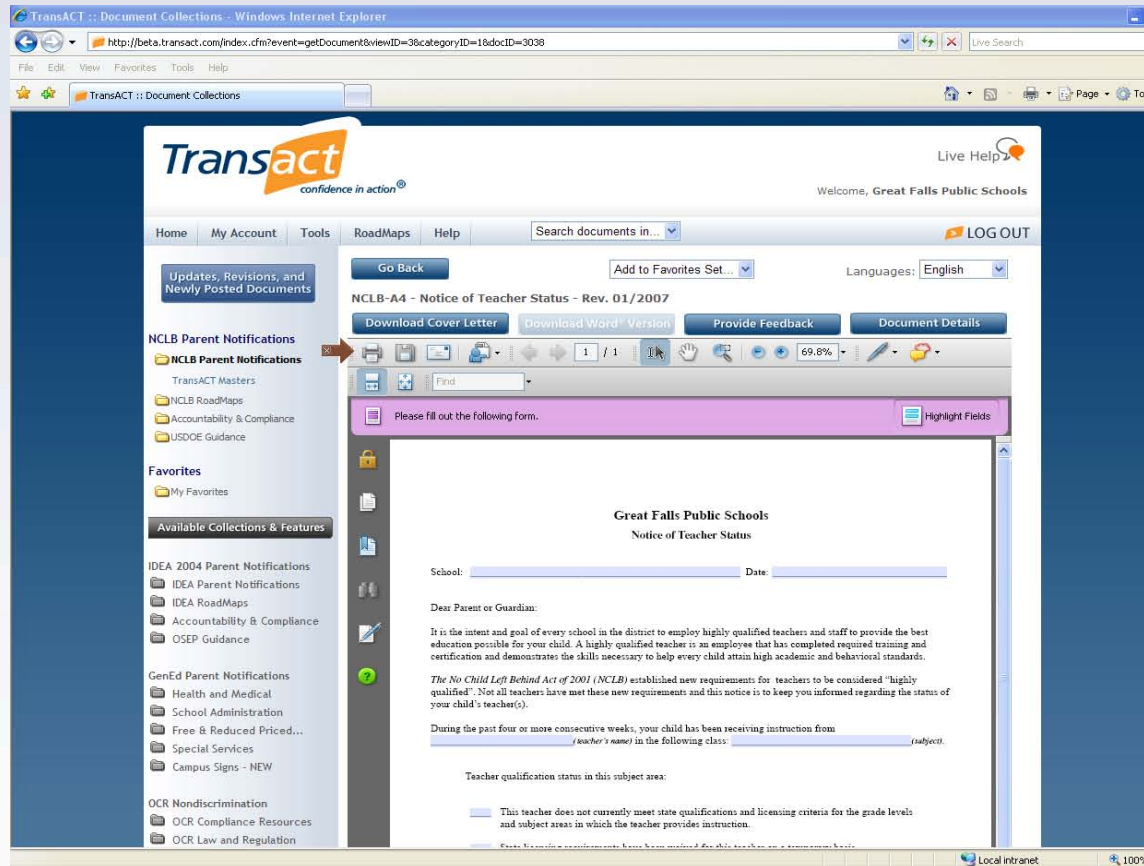 TransACT :: Document Collections - Windows Internet Explorer
http://beta.transact.com/index.cfm?event=getDocument&viewID=3&categoryID=1&docID=3038
Live Search
File Edit View Favorites Tools Help
TransACT :: Document Collections
Page
To
Transact
confidence in action®
Live Help
Welcome, Great Falls Public Schools
Home My Account Tools RoadMaps Help Search documents in... LOG OUT
Updates, Revisions, and
Newly Posted Documents
Go Back Add to Favorites Set... Languages: English
NCLB-A4 - Notice of Teacher Status - Rev. 01/2007
Download Cover Letter Download Word® Version Provide Feedback Document Details
NCLB Parent Notifications
NCLB Parent Notifications
TransACT Masters
NCLB RoadMaps
Accountability & Compliance
USDOE Guidance
Favorites
My Favorites
Available Collections & Features
IDEA 2004 Parent Notifications
IDEA Parent Notifications
IDEA RoadMaps
Accountability & Compliance
OSEP Guidance
GenEd Parent Notifications
Health and Medical
School Administration
Free & Reduced Priced...
Special Services
Campus Signs - NEW
OCR Nondiscrimination
OCR Compliance Resources
OCR Law and Regulation
1 / 1 69.8%
Find
Please fill out the following form. Highlight Fields
Great Falls Public Schools
Notice of Teacher Status
School: Date:
Dear Parent or Guardian:
It is the intent and goal of every school in the district to employ highly qualified teachers and staff to provide the best
education possible for your child. A highly qualified teacher is an employee that has completed required training and
certification and demonstrates the skills necessary to help every child attain high academic and behavioral standards.
The No Child Left Behind Act of 2001 (NCLB) established new requirements for teachers to be considered "highly
qualified". Not all teachers have met these new requirements and this notice is to keep you informed regarding the status of
your child's teacher(s).
During the past four or more consecutive weeks, your child has been receiving instruction from
(teacher's name) in the following class: (subject).
Teacher qualification status in this subject area:
This teacher does not currently meet state qualifications and licensing criteria for the grade levels
and subject areas in which the teacher provides instruction.
State licensing requirements have been waived for this teacher on a temporary basis
Local intranet
100%